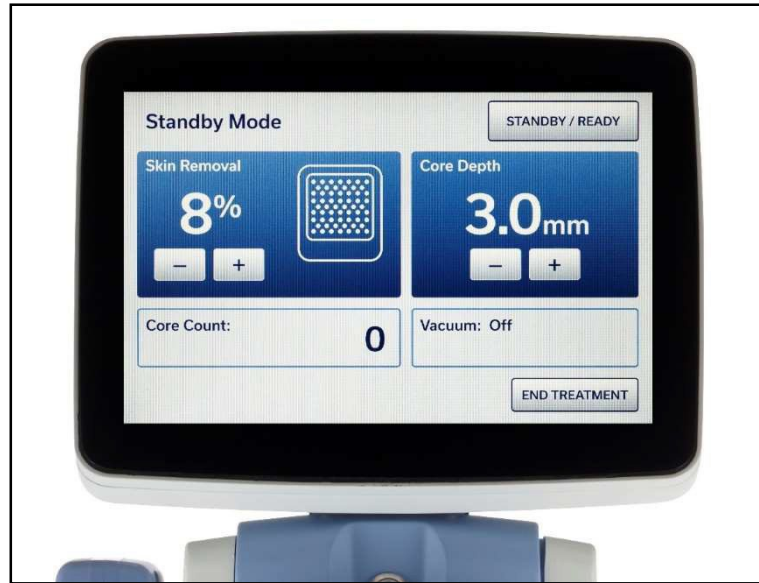 Standby Mode
STANDBY / READY
Skin Removal
8%
- +
Core Depth
3.0mm
- +
Core Count: 0
Vacuum: Off
END TREATMENT